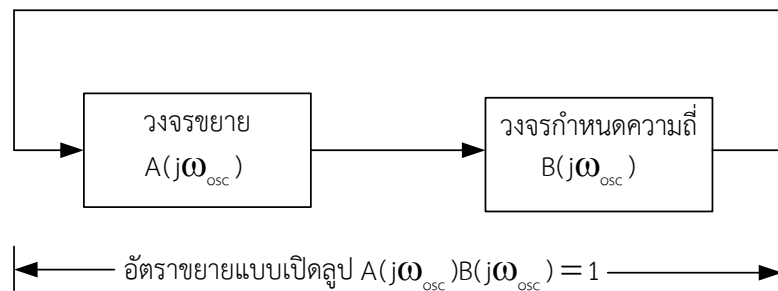 วงจรขยาย
A(jω_osc)
วงจรกำหนดความถี่
B(jω_osc)
อัตราขยายแบบเปิดลูป A(jω_osc)B(jω_osc) = 1